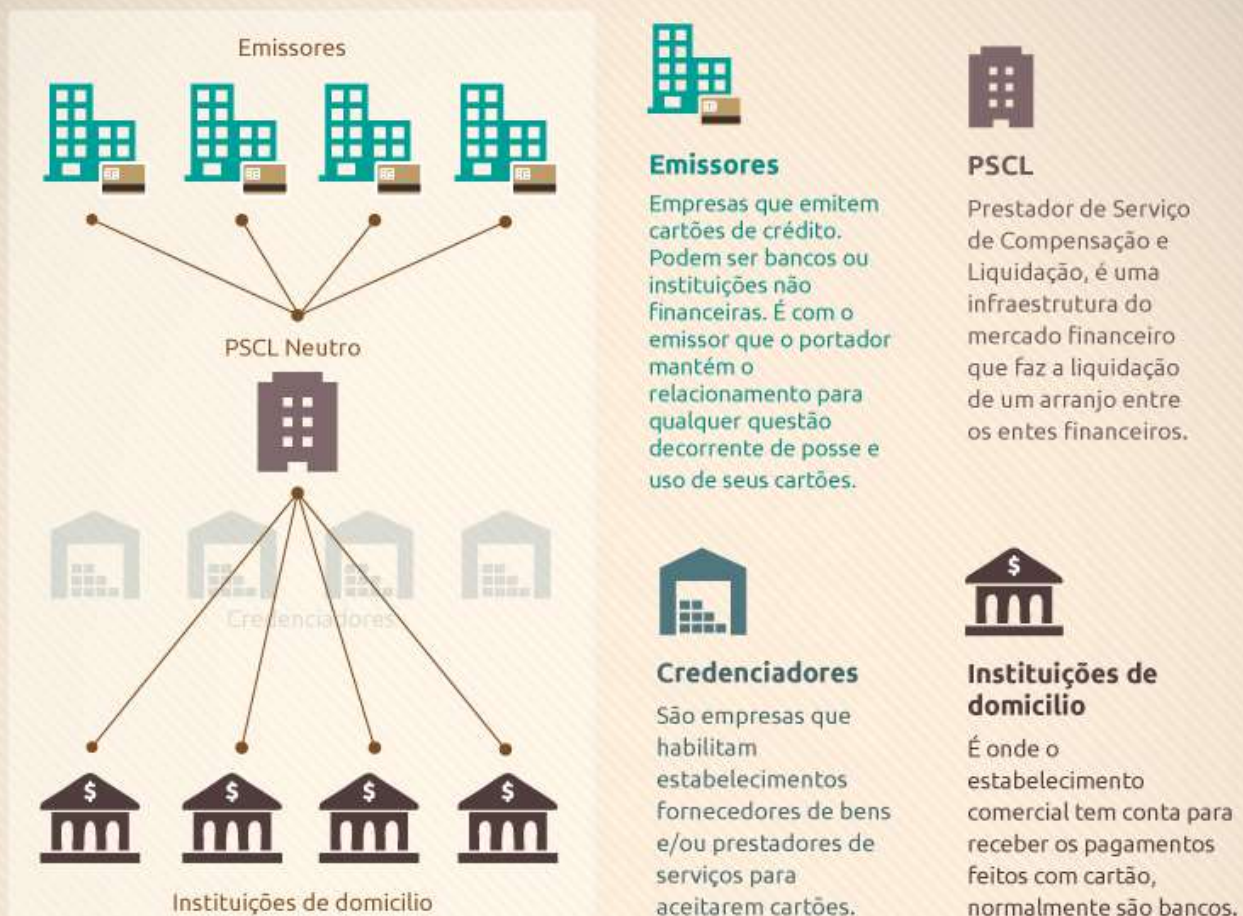 Emissores
PSCL Neutro
Credenciadores
Instituições de domicilio
Emissores
Empresas que emitem
cartões de crédito.
Podem ser bancos ou
instituições não
financeiras. É com o
emissor que o portador
mantém o
relacionamento para
qualquer questão
decorrente de posse e
uso de seus cartões.
PSCL
Prestador de Serviço
de Compensação e
Liquidação, é uma
infraestrutura do
mercado financeiro
que faz a liquidação
de um arranjo entre
os entes financeiros.
Credenciadores
São empresas que
habilitam
estabelecimentos
fornecedores de bens
e/ou prestadores de
serviços para
aceitarem cartões.
$
Instituições de
domicilio
É onde o
estabelecimento
comercial tem conta para
receber os pagamentos
feitos com cartão,
normalmente são bancos.
$ $ $ $